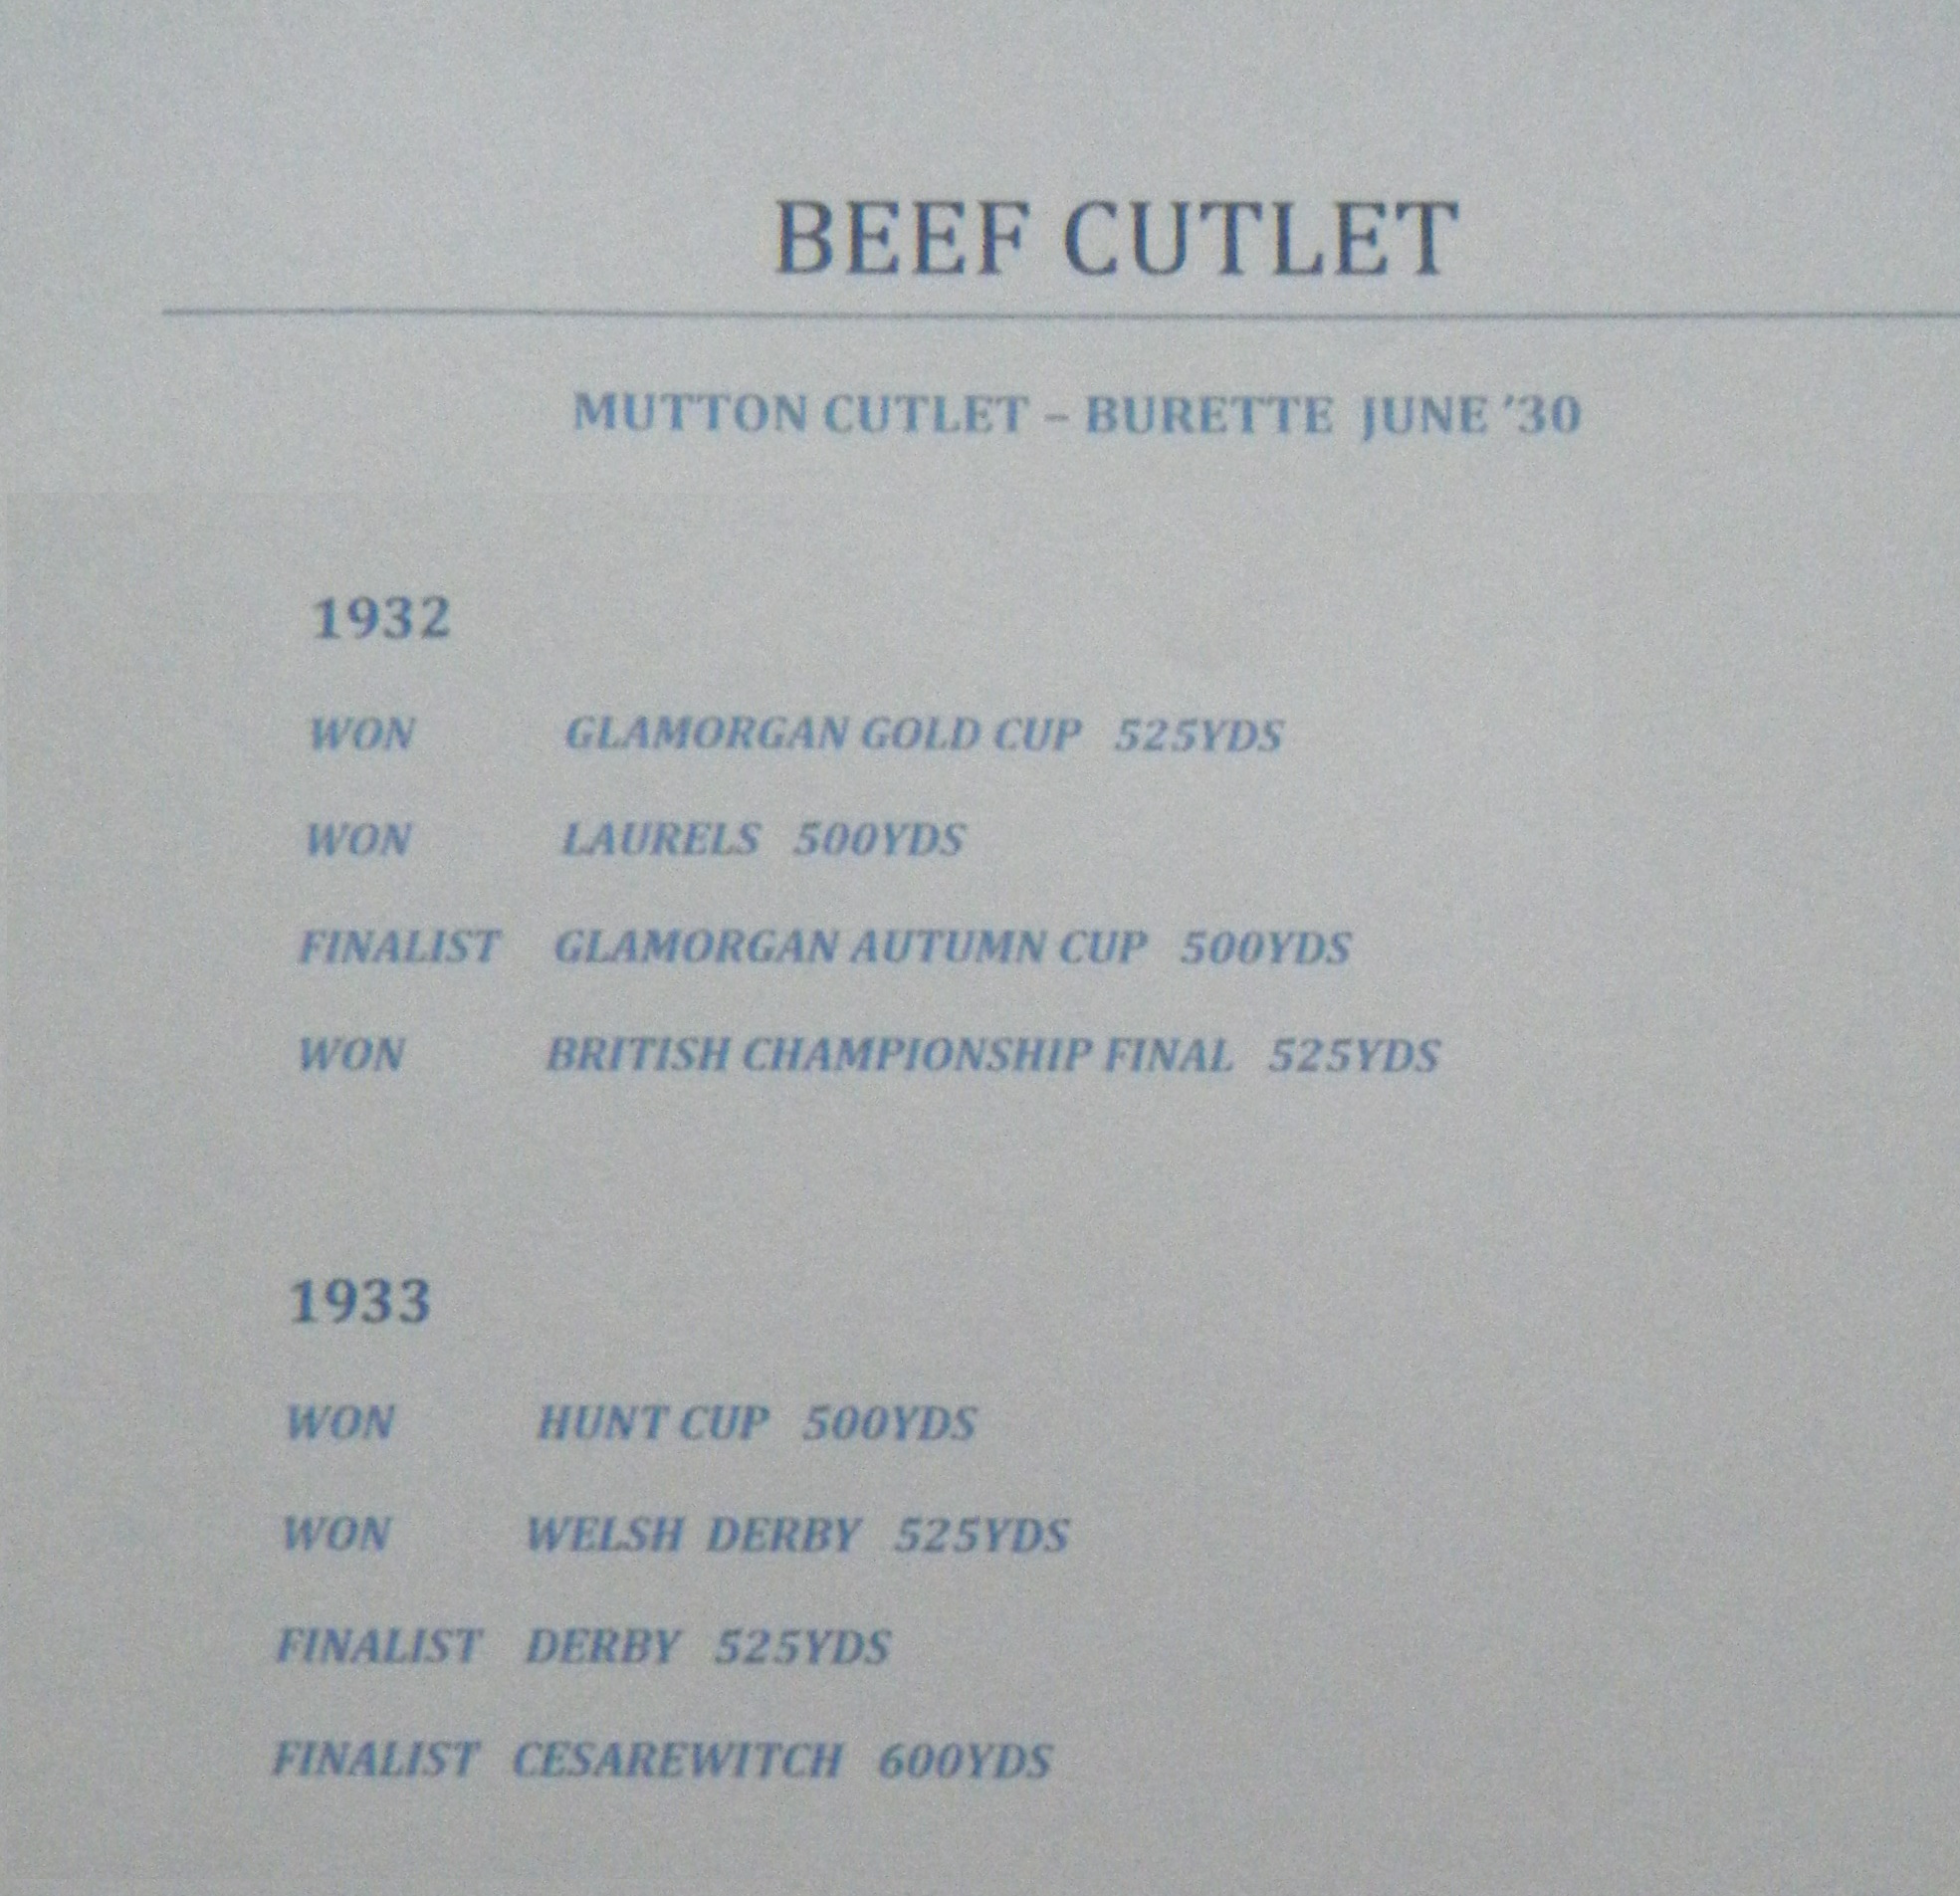 BEEF CUTLET
MUTTON CUTLET – BURETTE JUNE '30
1932
WON GLAMORGAN GOLD CUP 525YDS
WON LAURELS 500YDS
FINALIST GLAMORGAN AUTUMN CUP 500YDS
WON BRITISH CHAMPIONSHIP FINAL 525YDS
1933
WON HUNT CUP 500YDS
WON WELSH DERBY 525YDS
FINALIST DERBY 525YDS
FINALIST CESAREWITCH 600YDS